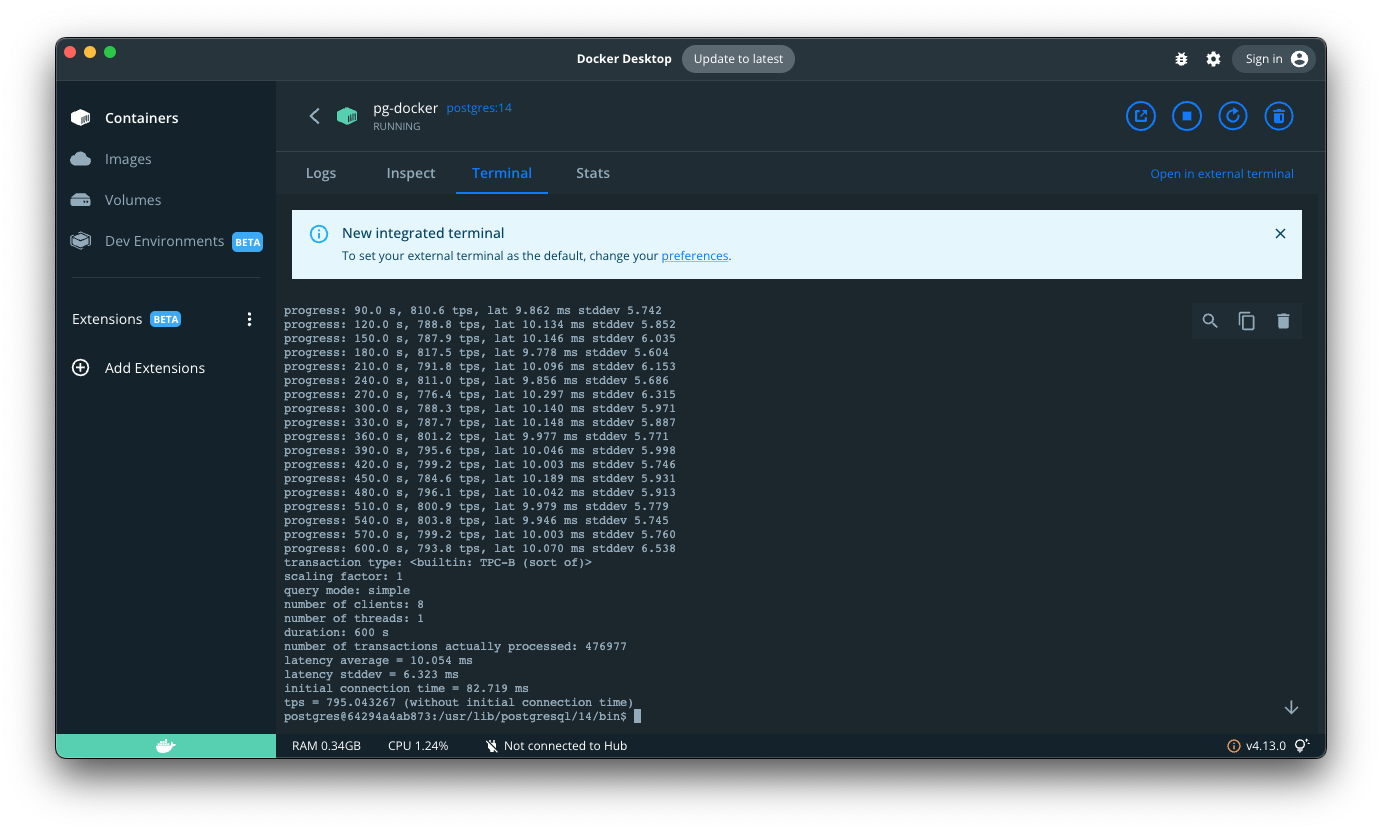 Docker Desktop Update to latest Sign in
Containers
Images
Volumes
Dev Environments BETA
Extensions BETA
Add Extensions
pg-docker postgres:14
RUNNING
Logs Inspect Terminal Stats Open in external terminal
New integrated terminal
To set your external terminal as the default, change your preferences.
progress: 90.0 s, 810.6 tps, lat 9.862 ms stddev 5.742
progress: 120.0 s, 788.8 tps, lat 10.134 ms stddev 5.852
progress: 150.0 s, 787.9 tps, lat 10.146 ms stddev 6.035
progress: 180.0 s, 817.5 tps, lat 9.778 ms stddev 5.604
progress: 210.0 s, 791.8 tps, lat 10.096 ms stddev 6.153
progress: 240.0 s, 811.0 tps, lat 9.856 ms stddev 5.686
progress: 270.0 s, 776.4 tps, lat 10.297 ms stddev 6.315
progress: 300.0 s, 788.3 tps, lat 10.140 ms stddev 5.971
progress: 330.0 s, 787.7 tps, lat 10.148 ms stddev 5.887
progress: 360.0 s, 801.2 tps, lat 9.977 ms stddev 5.771
progress: 390.0 s, 795.6 tps, lat 10.046 ms stddev 5.998
progress: 420.0 s, 799.2 tps, lat 10.003 ms stddev 5.746
progress: 450.0 s, 784.6 tps, lat 10.189 ms stddev 5.931
progress: 480.0 s, 796.1 tps, lat 10.042 ms stddev 5.913
progress: 510.0 s, 800.9 tps, lat 9.979 ms stddev 5.779
progress: 540.0 s, 803.8 tps, lat 9.946 ms stddev 5.745
progress: 570.0 s, 799.2 tps, lat 10.003 ms stddev 5.760
progress: 600.0 s, 793.8 tps, lat 10.070 ms stddev 6.538
transaction type: <builtin: TPC-B (sort of)>
scaling factor: 1
query mode: simple
number of clients: 8
number of threads: 1
duration: 600 s
number of transactions actually processed: 476977
latency average = 10.054 ms
latency stddev = 6.323 ms
initial connection time = 82.719 ms
tps = 795.043267 (without initial connection time)
postgres@64294a4ab873:/usr/lib/postgresql/14/bin$
RAM 0.34GB CPU 1.24% Not connected to Hub v4.13.0